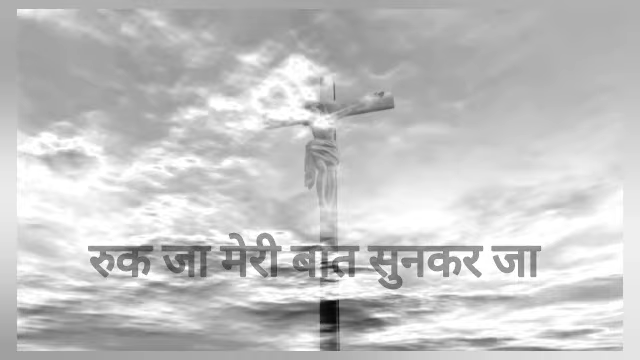 रुक जा मेरी बात सुनकर जा